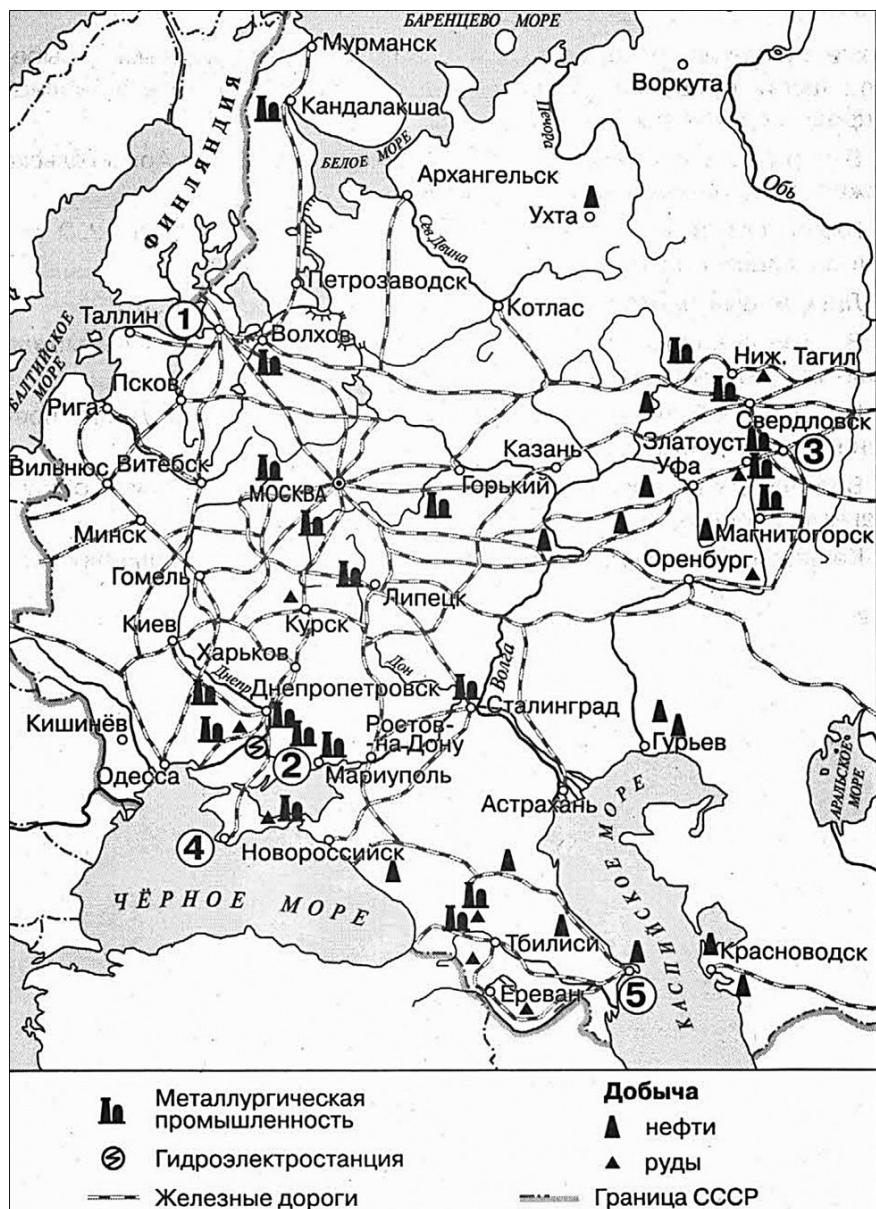 БАРЕНЦЕВО МОРЕ
Мурманск
Воркута
Кандалакша
Печора
ФИНЛЯНДИЯ
БЕЛОЕ МОРЕ
Архангельск
Обь
Ухта
Сев. Двина
Петрозаводск
Котлас
Таллин
1
Волхов
БАЛТИЙСКОЕ МОРЕ
Псков
Ниж. Тагил
Рига
Свердловск
Казань
Златоуст
3
Вильнюс
Витебск
МОСКВА
Горький
Уфа
Минск
Магнитогорск
Оренбург
Гомель
Липецк
Киев
Курск
Харьков
Дон
Волга
Днепр
Днепропетровск
Сталинград
Кишинёв
Ростов-
-на-Дону
Гурьев
2
Одесса
Мариуполь
АРАЛЬСКОЕ МОРЕ
Астрахань
4
Новороссийск
ЧЁРНОЕ МОРЕ
КАСПИЙСКОЕ МОРЕ
Тбилиси
Красноводск
5
Ереван
Металлургическая
промышленность
Гидроэлектростанция
Железные дороги
Добыча
нефти
руды
Граница СССР